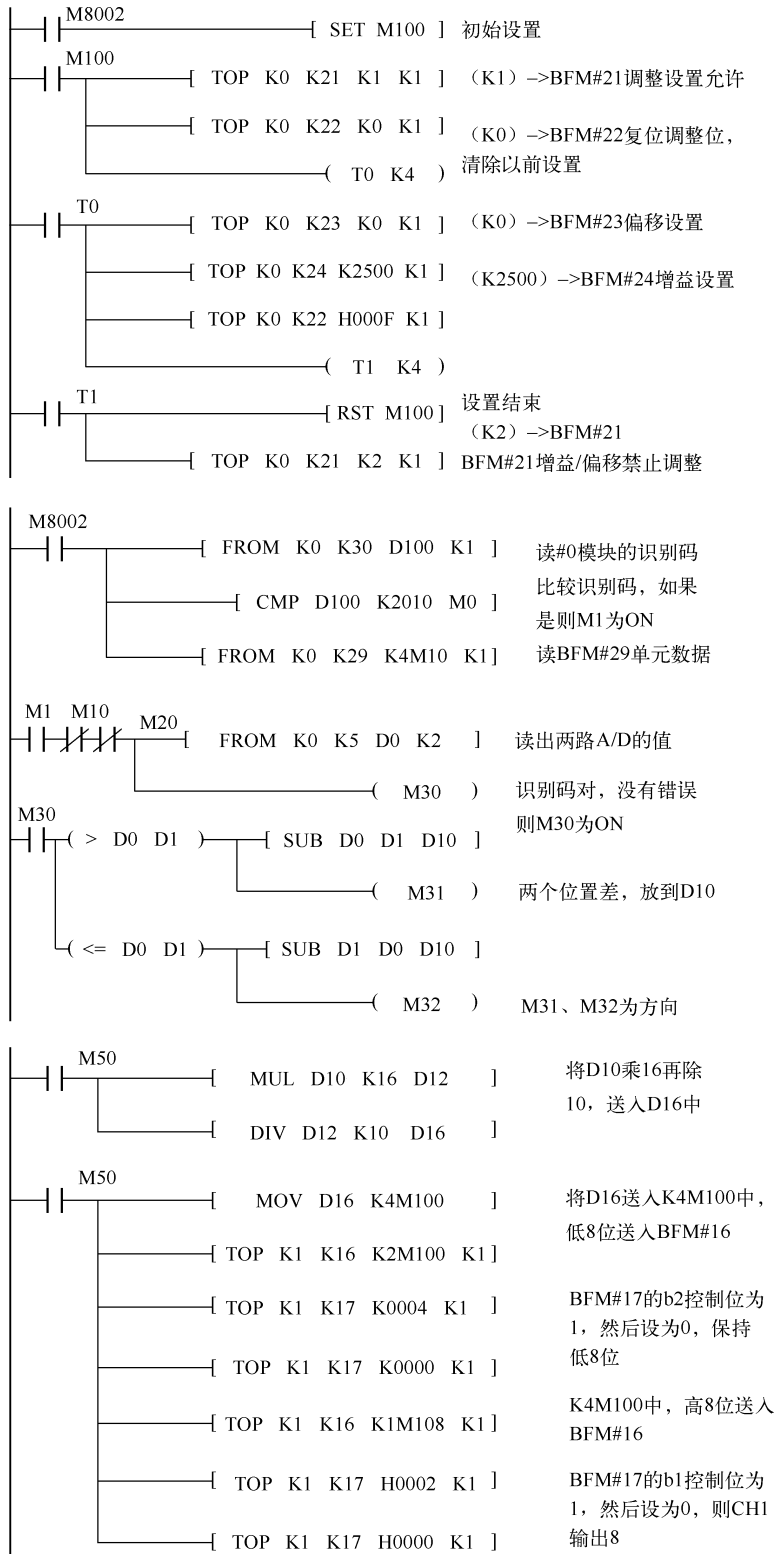 M8002
[ SET M100 ] 初始设置
M100
[ TOP K0 K21 K1 K1 ] （K1）–>BFM#21调整设置允许
[ TOP K0 K22 K0 K1 ] （K0）–>BFM#22复位调整位，
清除以前设置
( T0 K4 )
T0
[ TOP K0 K23 K0 K1 ] （K0）–>BFM#23偏移设置
[ TOP K0 K24 K2500 K1 ] （K2500）–>BFM#24增益设置
[ TOP K0 K22 H000F K1 ]
( T1 K4 )
T1
[ RST M100 ] 设置结束
（K2）–>BFM#21
[ TOP K0 K21 K2 K1 ] BFM#21增益/偏移禁止调整
M8002
[ FROM K0 K30 D100 K1 ] 读#0模块的识别码
[ CMP D100 K2010 M0 ] 比较识别码，如果
是则M1为ON
[ FROM K0 K29 K4M10 K1 ] 读BFM#29单元数据
M1 M10 M20
[ FROM K0 K5 D0 K2 ] 读出两路A/D的值
( M30 ) 识别码对，没有错误
则M30为ON
M30
( > D0 D1 ) [ SUB D0 D1 D10 ]
( M31 ) 两个位置差，放到D10
( <= D0 D1 ) [ SUB D1 D0 D10 ]
( M32 ) M31、M32为方向
M50
[ MUL D10 K16 D12 ] 将D10乘16再除
10，送入D16中
[ DIV D12 K10 D16 ]
M50
[ MOV D16 K4M100 ] 将D16送入K4M100中，
低8位送入BFM#16
[ TOP K1 K16 K2M100 K1 ]
[ TOP K1 K17 K0004 K1 ] BFM#17的b2控制位为
1，然后设为0，保持
低8位
[ TOP K1 K17 K0000 K1 ]
[ TOP K1 K16 K1M108 K1 ] K4M100中，高8位送入
BFM#16
[ TOP K1 K17 H0002 K1 ] BFM#17的b1控制位为
1，然后设为0，则CH1
输出8
[ TOP K1 K17 H0000 K1 ]